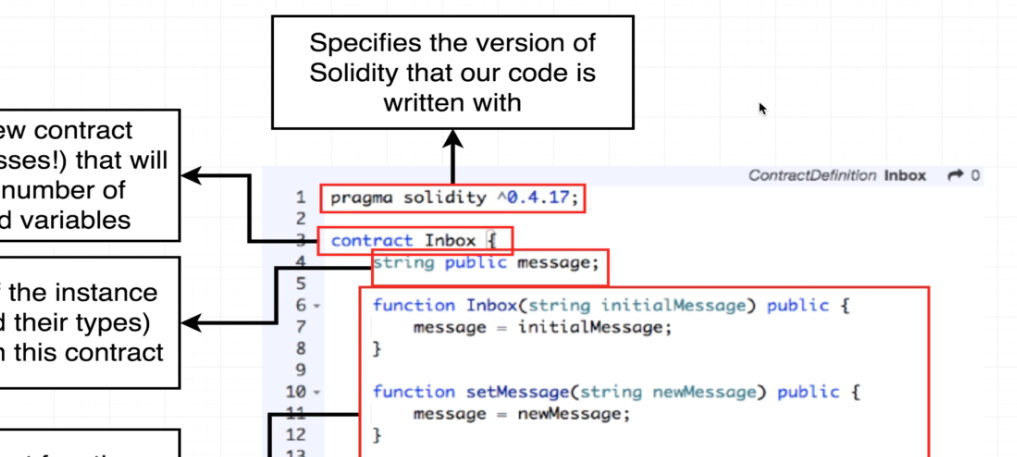 Specifies the version of
Solidity that our code is
written with
ew contract
sses!) that will
number of
d variables
the instance
d their types)
this contract
ContractDefinition Inbox 0
1 pragma solidity ^0.4.17;
2
3 contract Inbox {
4 string public message;
5
6 function Inbox(string initialMessage) public {
7 message = initialMessage;
8 }
9
10 function setMessage(string newMessage) public {
11 message = newMessage;
12 }
13